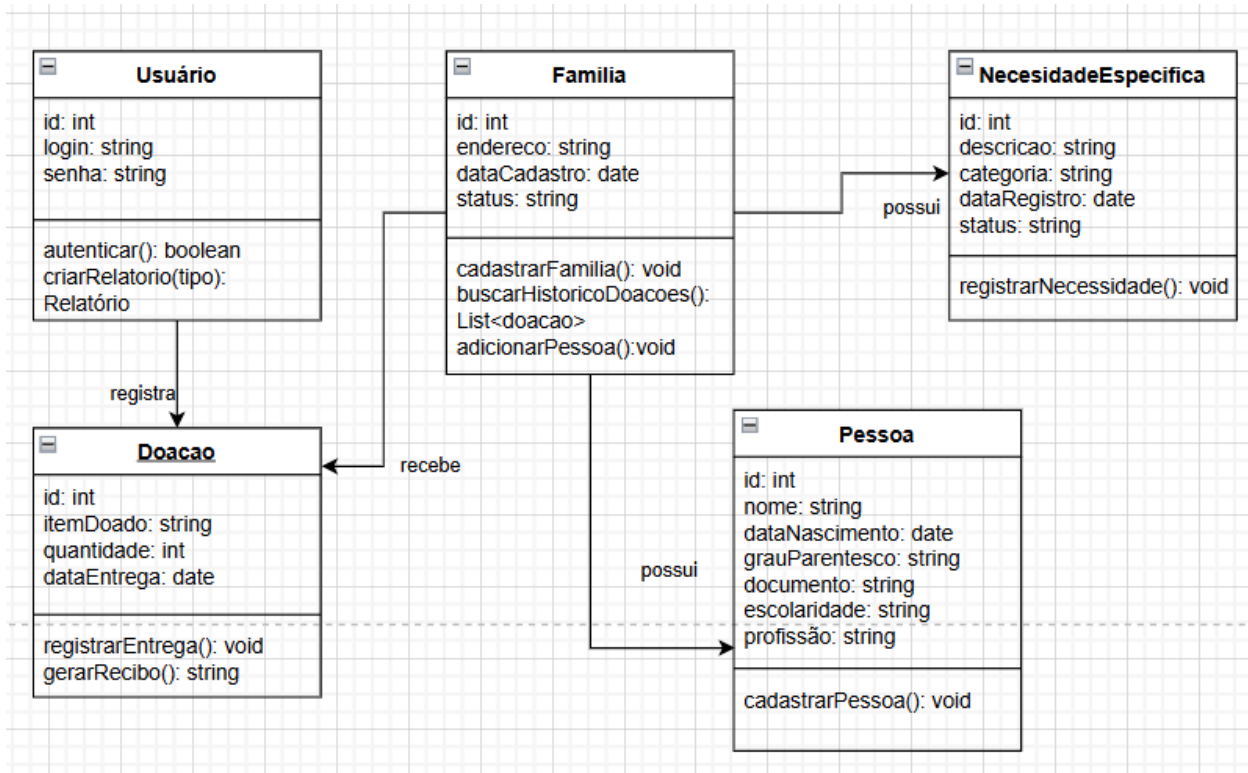 Usuário
id: int
login: string
senha: string
autenticar(): boolean
criarRelatorio(tipo):
Relatório
registra
Familia
id: int
endereco: string
dataCadastro: date
status: string
cadastrarFamilia(): void
buscarHistoricoDoacoes():
List<doacao>
adicionarPessoa():void
possui
NecesidadeEspecifica
id: int
descricao: string
categoria: string
dataRegistro: date
status: string
registrarNecessidade(): void
Doacao
id: int
itemDoado: string
quantidade: int
dataEntrega: date
registrarEntrega(): void
gerarRecibo(): string
recebe
possui
Pessoa
id: int
nome: string
dataNascimento: date
grauParentesco: string
documento: string
escolaridade: string
profissão: string
cadastrarPessoa(): void